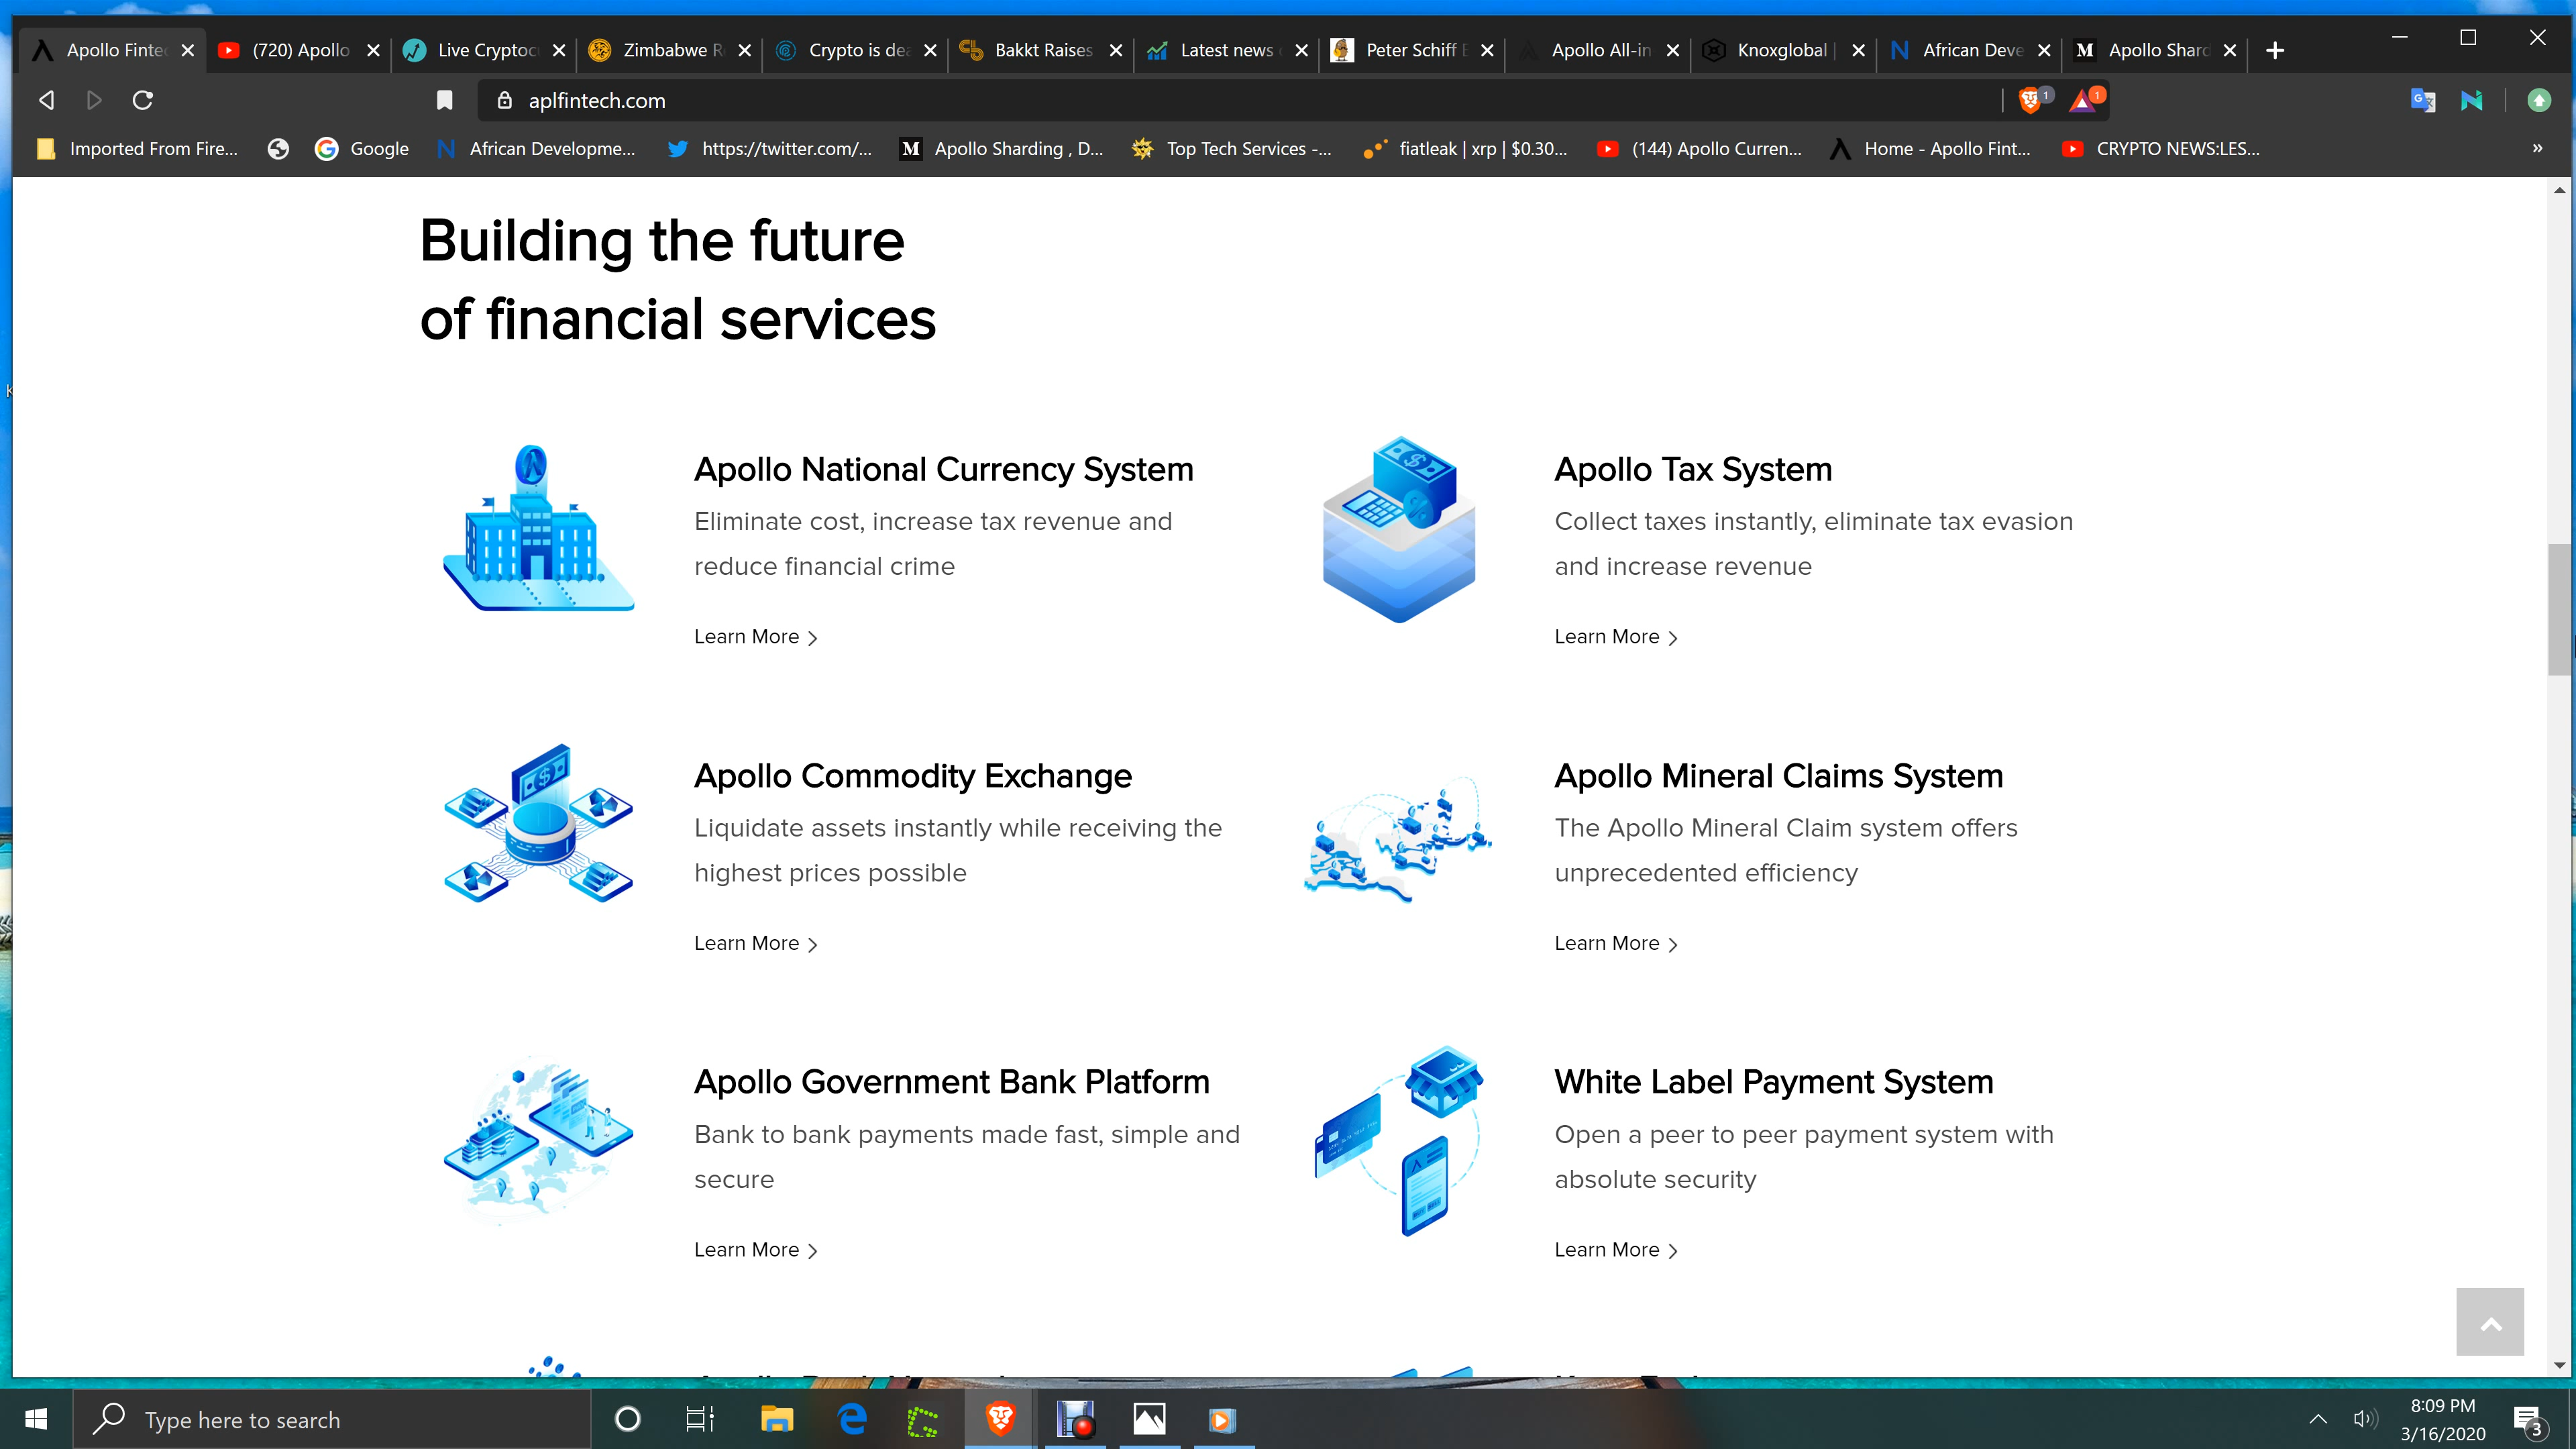 Apollo Finte
(720) Apollo
Live Cryptoc
Zimbabwe R
Crypto is dea
Bakkt Raises
Latest news
Peter Schiff
Apollo All-in
Knoxglobal |
African Deve
Apollo Shard
aplfintech.com
1
1
Imported From Fire...
Google
African Developme...
https://twitter.com/...
Apollo Sharding , D...
Top Tech Services -...
fiatleak | xrp | $0.30...
(144) Apollo Curren...
Home - Apollo Fint...
CRYPTO NEWS:LES...
»
Building the future
of financial services
Apollo National Currency System
Eliminate cost, increase tax revenue and
reduce financial crime
Learn More
Apollo Tax System
Collect taxes instantly, eliminate tax evasion
and increase revenue
Learn More
Apollo Commodity Exchange
Liquidate assets instantly while receiving the
highest prices possible
Learn More
Apollo Mineral Claims System
The Apollo Mineral Claim system offers
unprecedented efficiency
Learn More
Apollo Government Bank Platform
Bank to bank payments made fast, simple and
secure
Learn More
White Label Payment System
Open a peer to peer payment system with
absolute security
Learn More
Type here to search
8:09 PM
3/16/2020
3